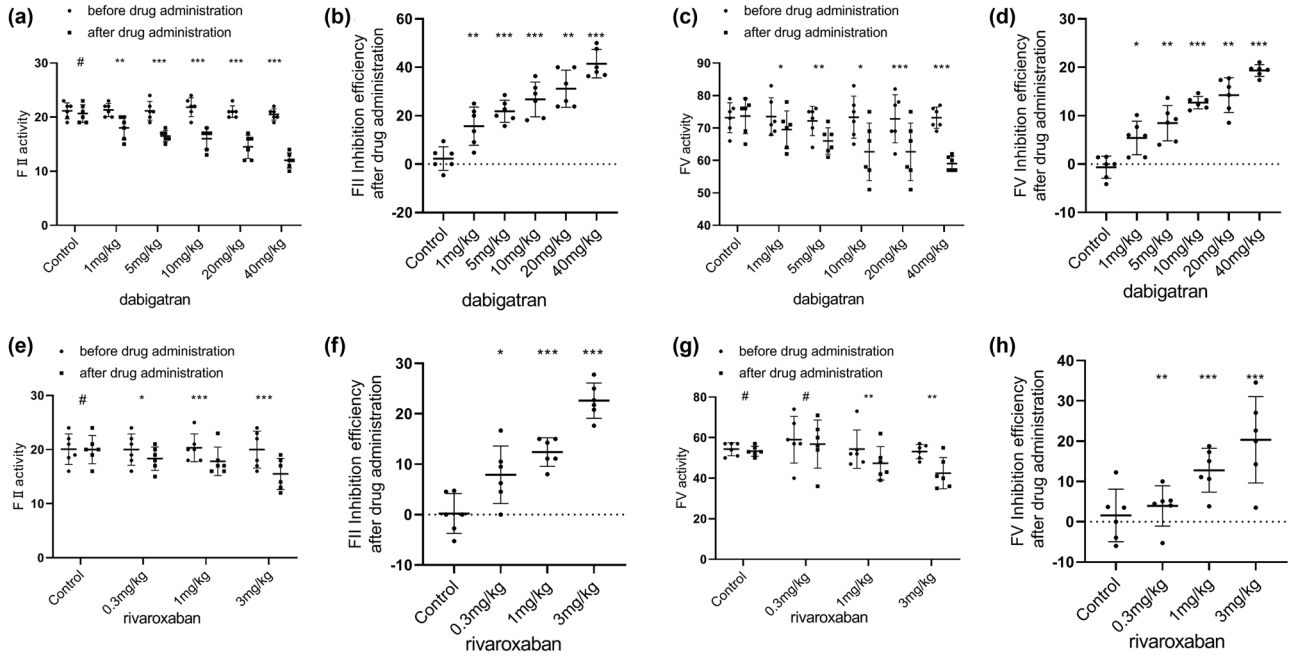 (a)
before drug administration
after drug administration
F II activity
30
20
10
0
# ** *** *** *** ***
Control
1mg/kg
5mg/kg
10mg/kg
20mg/kg
40mg/kg
dabigatran
(b)
FII Inhibition efficiency
after drug administration
60
40
20
0
-20
** *** *** ** ***
Control
1mg/kg
5mg/kg
10mg/kg
20mg/kg
40mg/kg
dabigatran
(c)
before drug administration
after drug administration
FV activity
90
80
70
60
50
40
* ** * *** ***
Control
1mg/kg
5mg/kg
10mg/kg
20mg/kg
40mg/kg
dabigatran
(d)
FV Inhibition efficiency
after drug administration
30
20
10
0
-10
* ** *** ** ***
Control
1mg/kg
5mg/kg
10mg/kg
20mg/kg
40mg/kg
dabigatran
(e)
before drug administration
after drug administration
F II activity
30
20
10
0
# * *** ***
Control
0.3mg/kg
1mg/kg
3mg/kg
rivaroxaban
(f)
FII Inhibition efficiency
after drug administration
30
20
10
0
-10
* *** ***
Control
0.3mg/kg
1mg/kg
3mg/kg
rivaroxaban
(g)
before drug administration
after drug administration
FV activity
80
60
40
20
0
# # ** **
Control
0.3mg/kg
1mg/kg
3mg/kg
rivaroxaban
(h)
FV Inhibition efficiency
after drug administration
40
30
20
10
0
-10
** *** ***
Control
0.3mg/kg
1mg/kg
3mg/kg
rivaroxaban